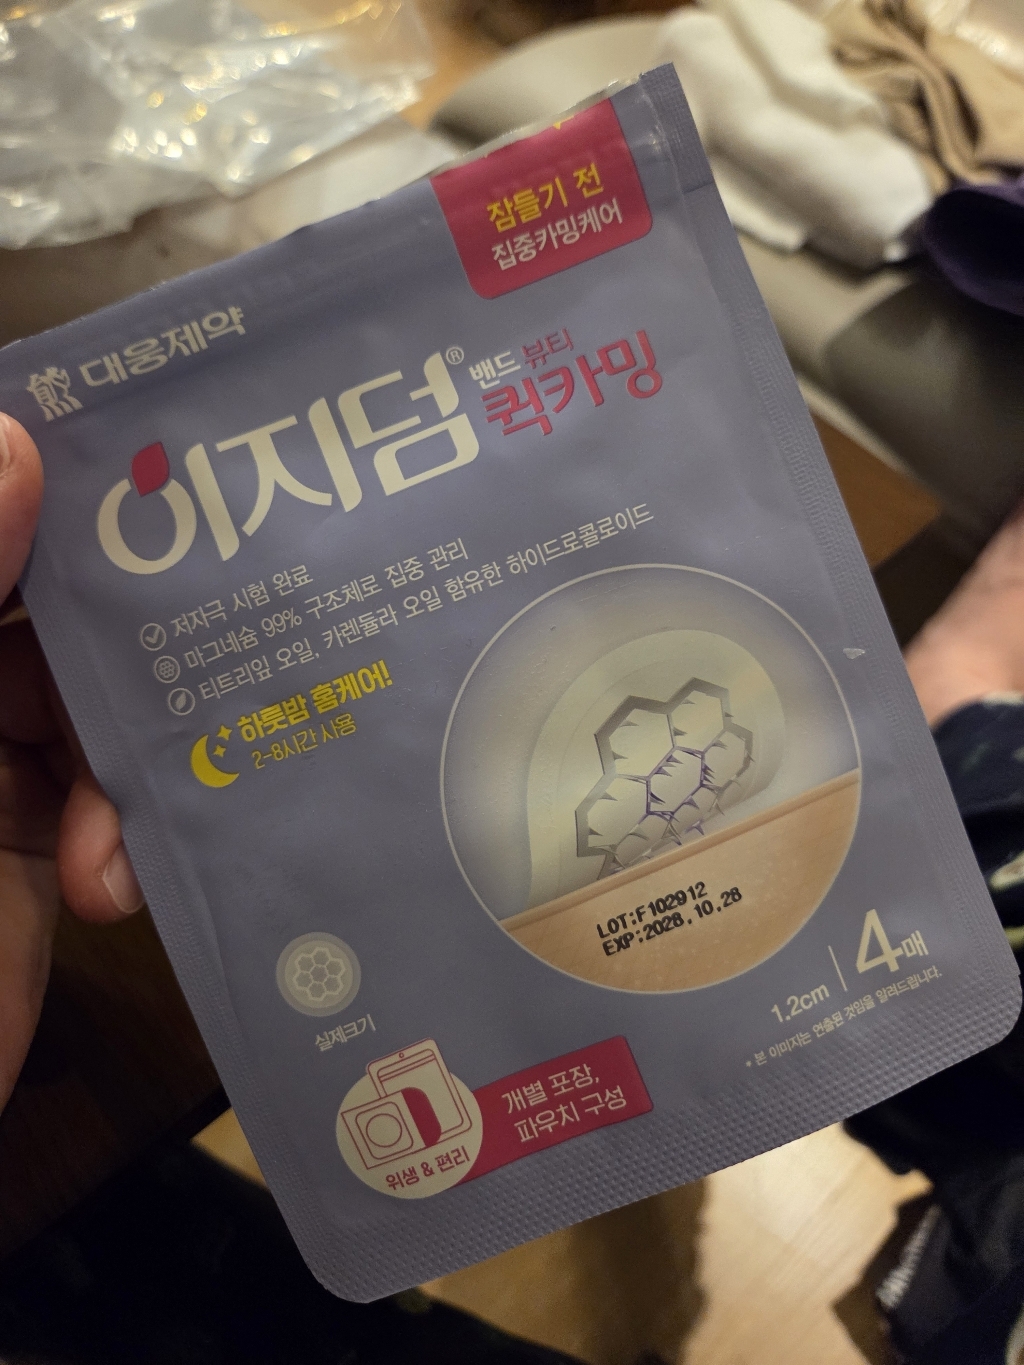 잠들기 전
집중카밍케어
대웅제약
이지덤® 밴드 뷰티
퀵카밍
저자극 시험 완료
마그네슘 99% 구조체로 집중 관리
티트리잎 오일, 카렌듈라 오일 함유한 하이드로콜로이드
하룻밤 홈케어!
2-8시간 사용
LOT:F102912
EXP:2028.10.28
실제크기
1.2cm | 4매
* 본 이미지는 연출된 것임을 알려드립니다.
개별 포장,
파우치 구성
위생 & 편리